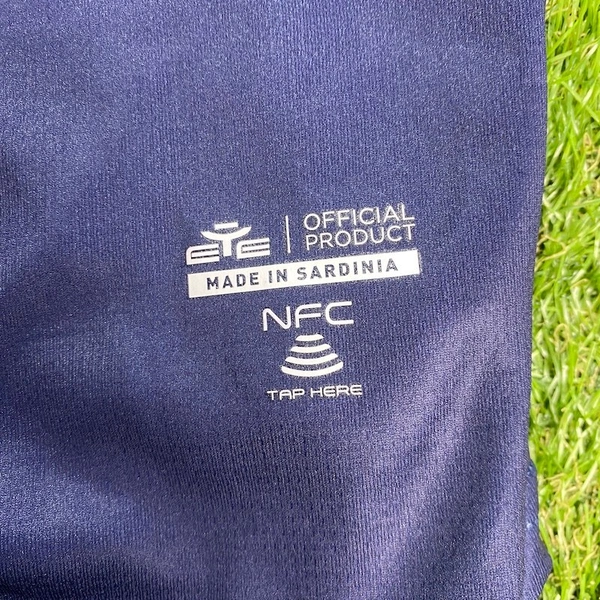 EYE
OFFICIAL
PRODUCT
MADE IN SARDINIA
NFC
TAP HERE